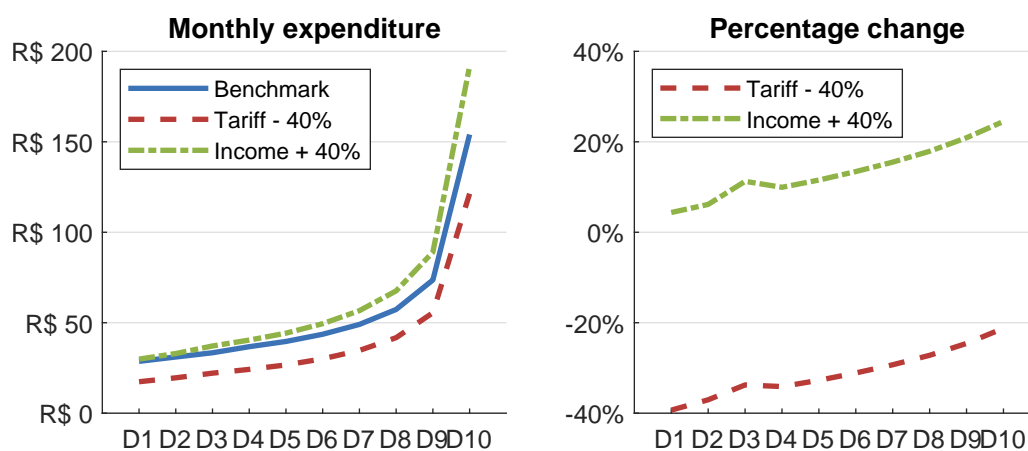 Monthly expenditure
R$ 200
R$ 150
R$ 100
R$ 50
R$ 0
Benchmark
Tariff - 40%
Income + 40%
D1 D2 D3 D4 D5 D6 D7 D8 D9 D10
Percentage change
40%
20%
0%
-20%
-40%
Tariff - 40%
Income + 40%
D1 D2 D3 D4 D5 D6 D7 D8 D9 D10